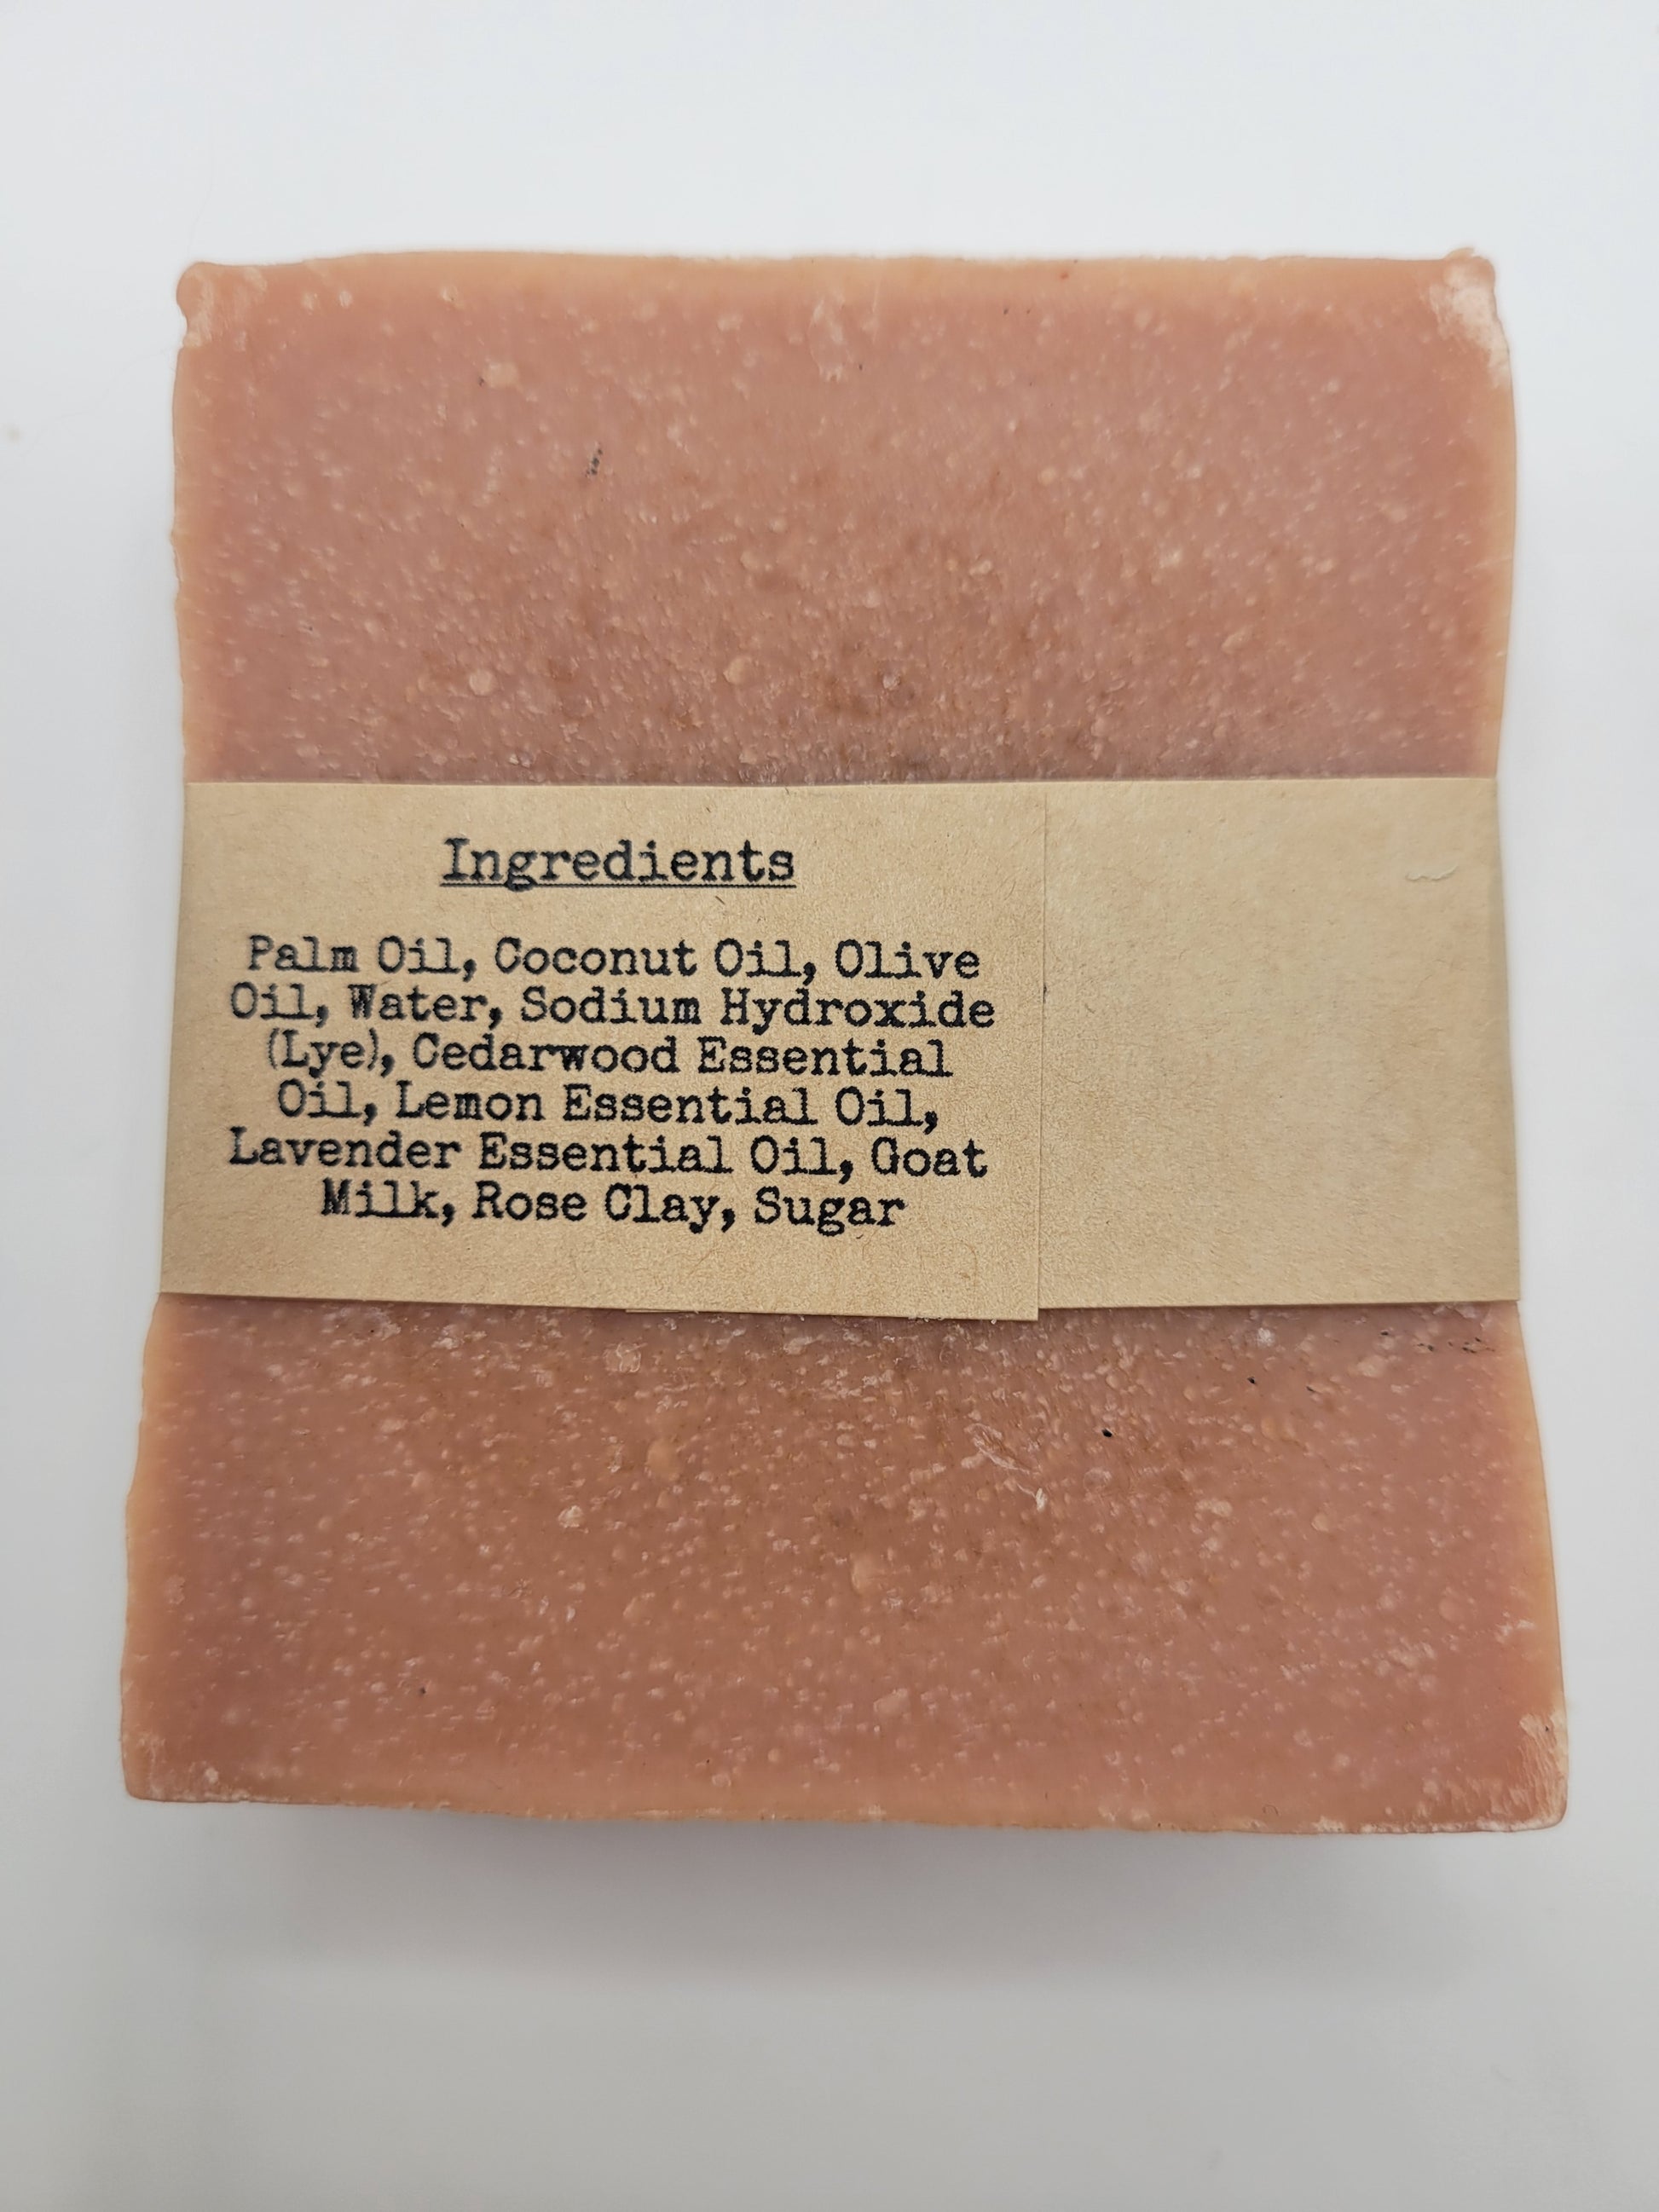 Ingredients
Palm Oil, Coconut Oil, Olive
Oil, Water, Sodium Hydroxide
(Lye), Cedarwood Essential
Oil, Lemon Essential Oil,
Lavender Essential Oil, Goat
Milk, Rose Clay, Sugar